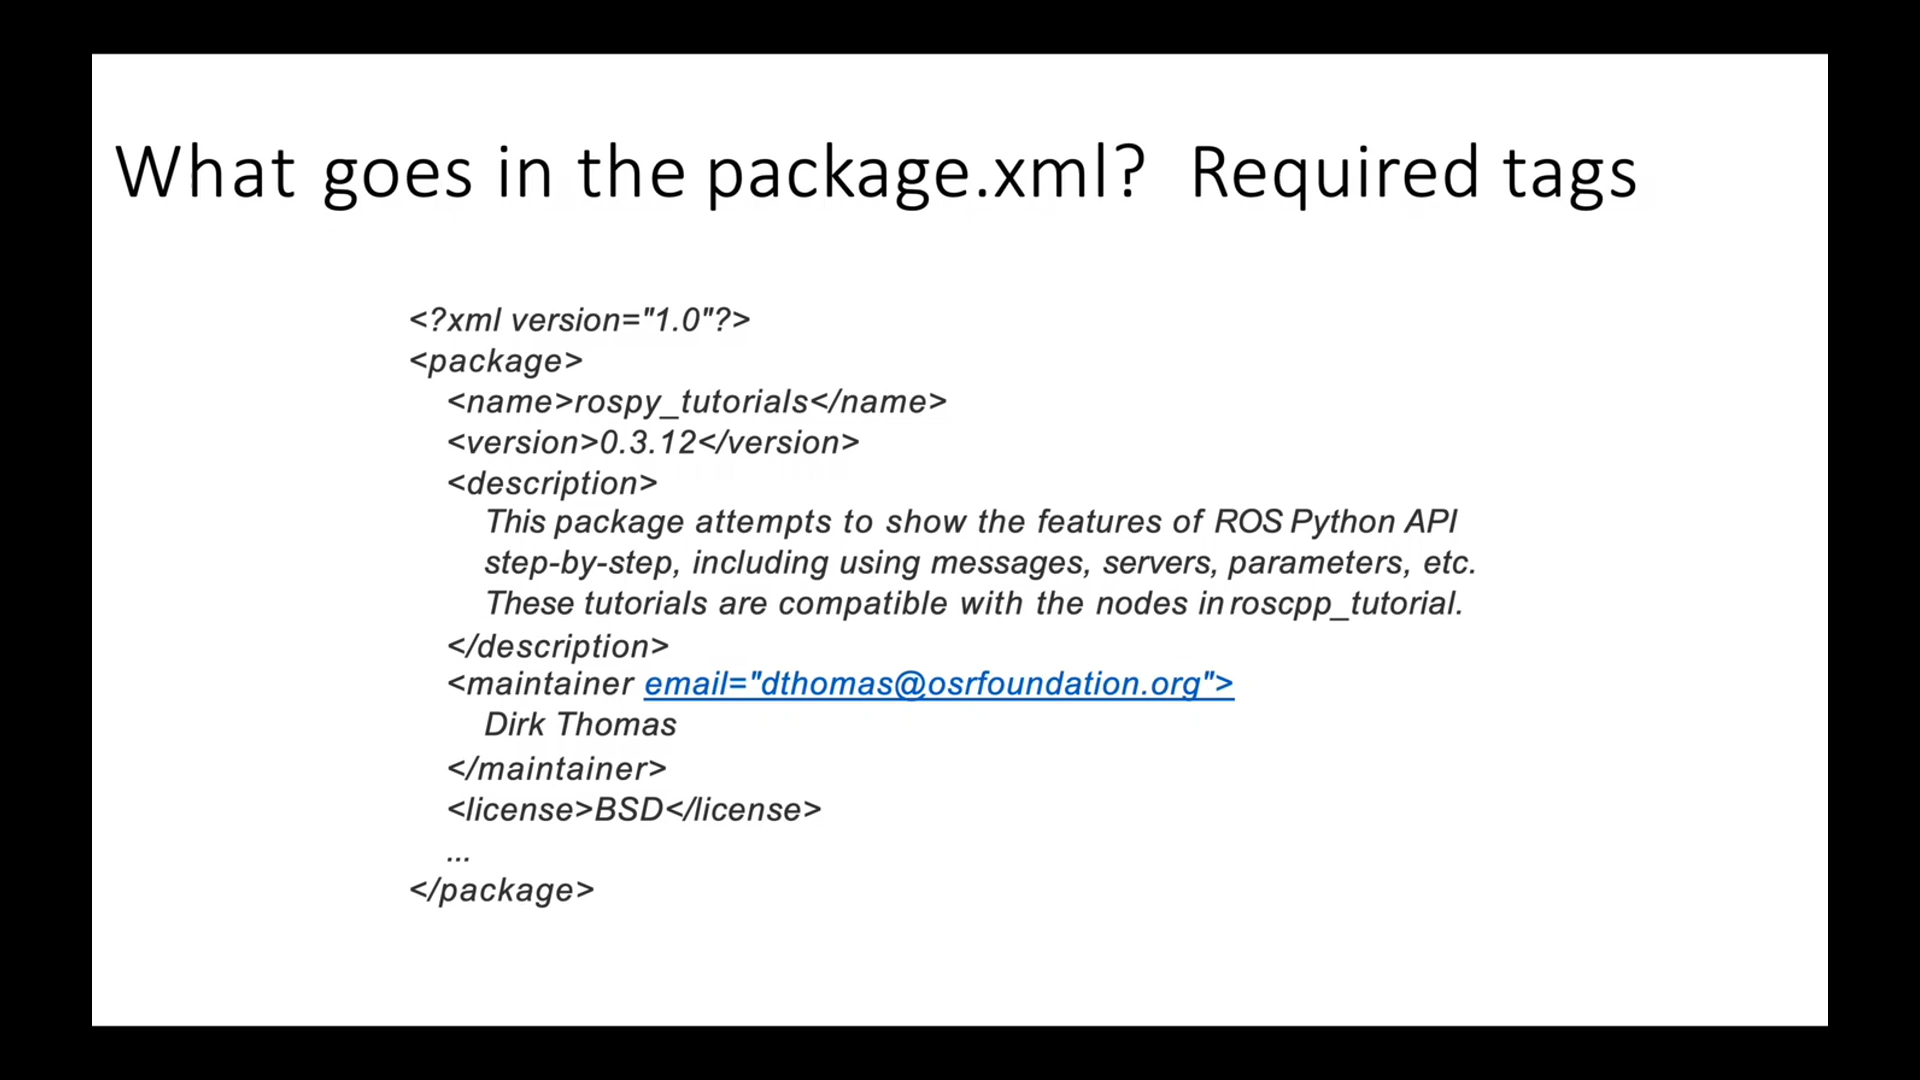 What goes in the package.xml? Required tags
<?xml version="1.0"?>
<package>
<name>rospy_tutorials</name>
<version>0.3.12</version>
<description>
This package attempts to show the features of ROS Python API
step-by-step, including using messages, servers, parameters, etc.
These tutorials are compatible with the nodes in roscpp_tutorial.
</description>
<maintainer email="dthomas@osrfoundation.org">
Dirk Thomas
</maintainer>
<license>BSD</license>
...
</package>